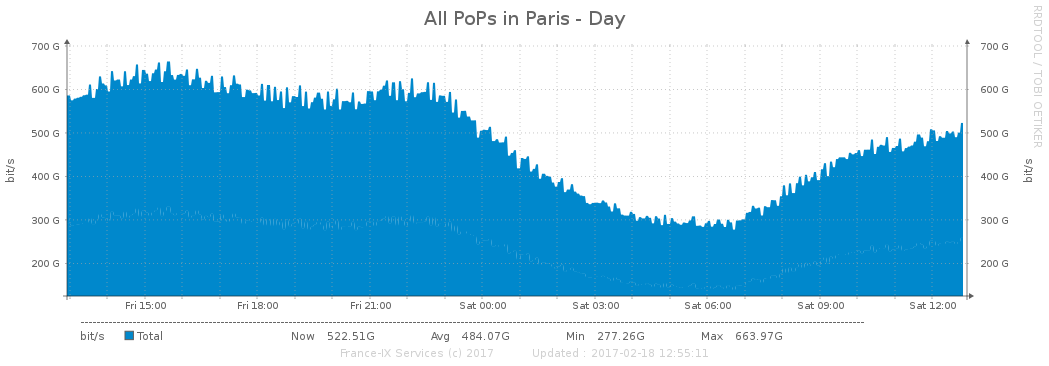 All PoPs in Paris - Day
RRDTOOL / TOBI OETIKER
700 G 700 G
600 G 600 G
500 G 500 G
400 G 400 G
300 G 300 G
200 G 200 G
bit/s bit/s
Fri 15:00 Fri 18:00 Fri 21:00 Sat 00:00 Sat 03:00 Sat 06:00 Sat 09:00 Sat 12:00
bit/s Total Now 522.51G Avg 484.07G Min 277.26G Max 663.97G
France-IX Services (c) 2017 Updated : 2017-02-18 12:55:11